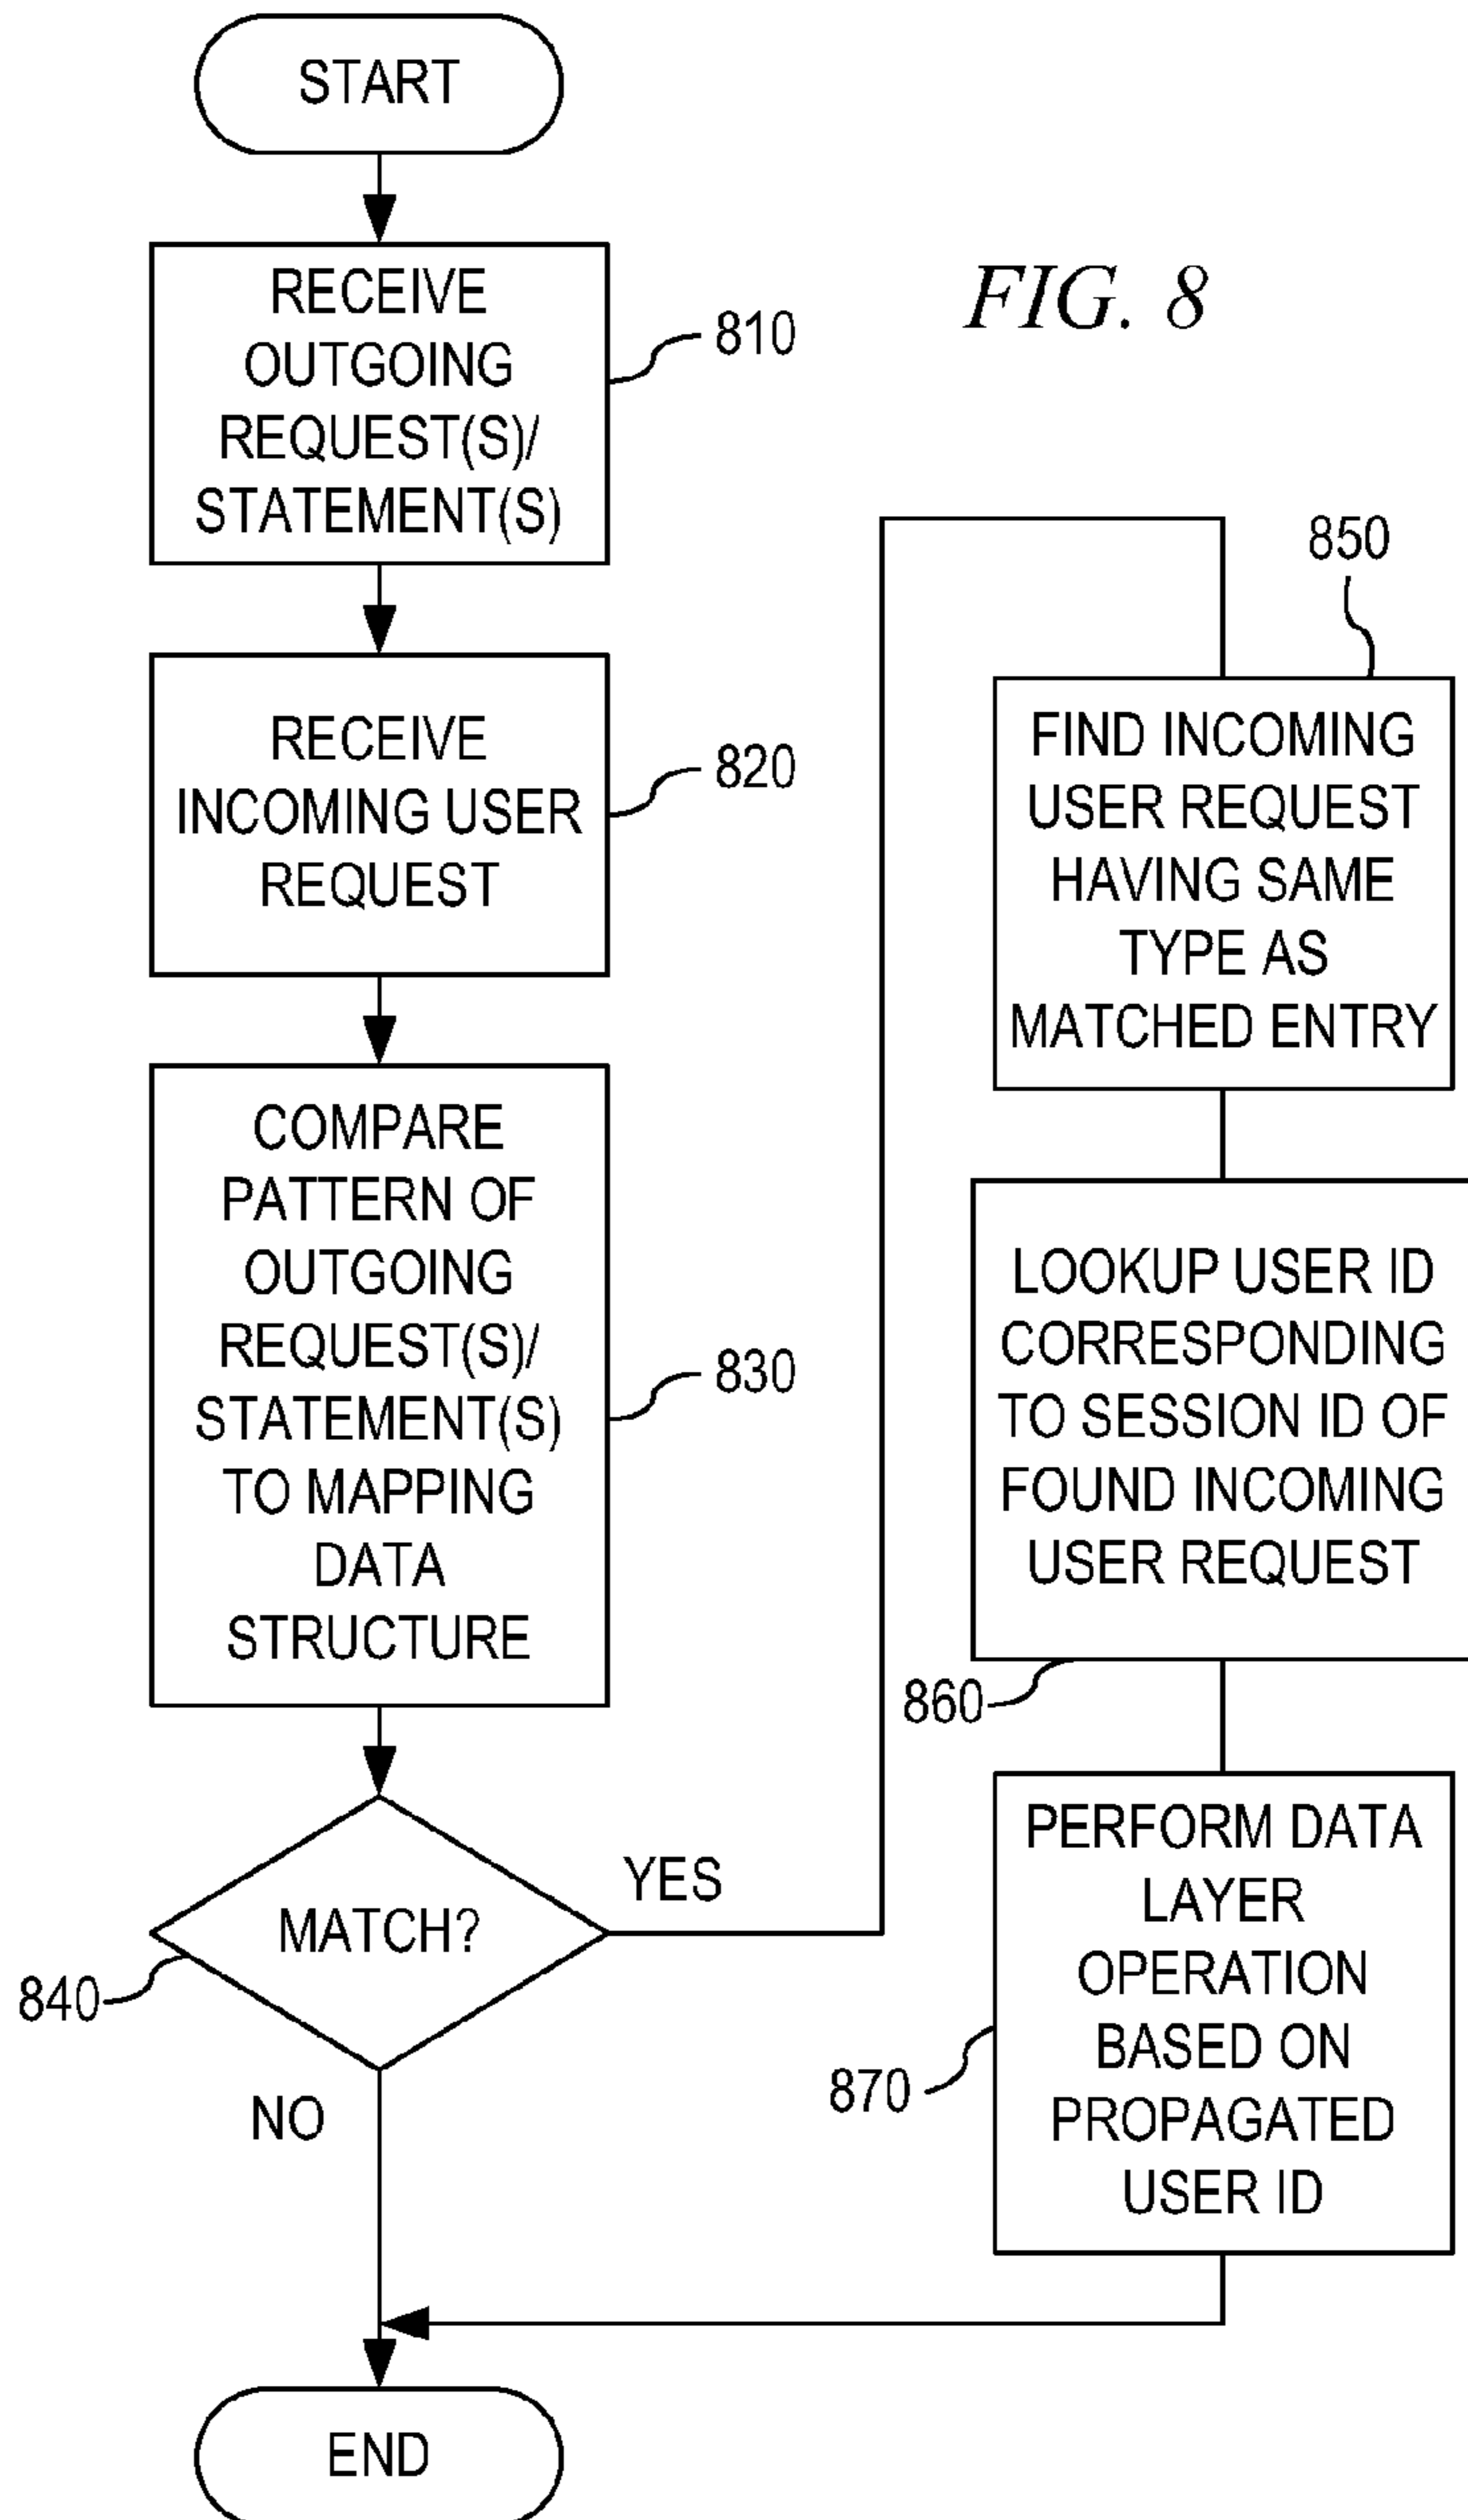 START
RECEIVE
OUTGOING
REQUEST(S)/
STATEMENT(S)
810
FIG. 8
RECEIVE
INCOMING USER
REQUEST
820
COMPARE
PATTERN OF
OUTGOING
REQUEST(S)/
STATEMENT(S)
TO MAPPING
DATA
STRUCTURE
830
MATCH?
840
YES
NO
850
FIND INCOMING
USER REQUEST
HAVING SAME
TYPE AS
MATCHED ENTRY
LOOKUP USER ID
CORRESPONDING
TO SESSION ID OF
FOUND INCOMING
USER REQUEST
860
PERFORM DATA
LAYER
OPERATION
BASED ON
PROPAGATED
USER ID
870
END